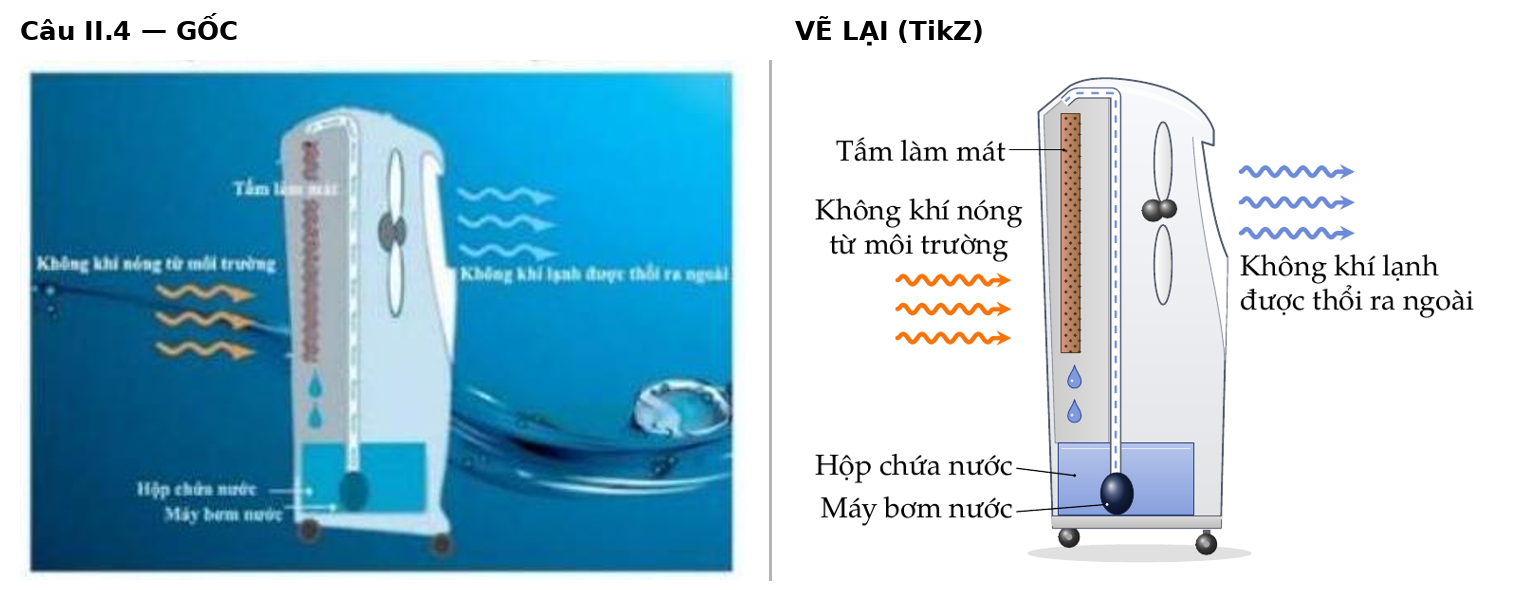 Câu II.4 — GỐC
Tấm làm mát
Không khí nóng từ môi trường
Không khí lạnh được thổi ra ngoài
Hộp chứa nước
Máy bơm nước
VẼ LẠI (TikZ)
Tấm làm mát
Không khí nóng
từ môi trường
Không khí lạnh
được thổi ra ngoài
Hộp chứa nước
Máy bơm nước